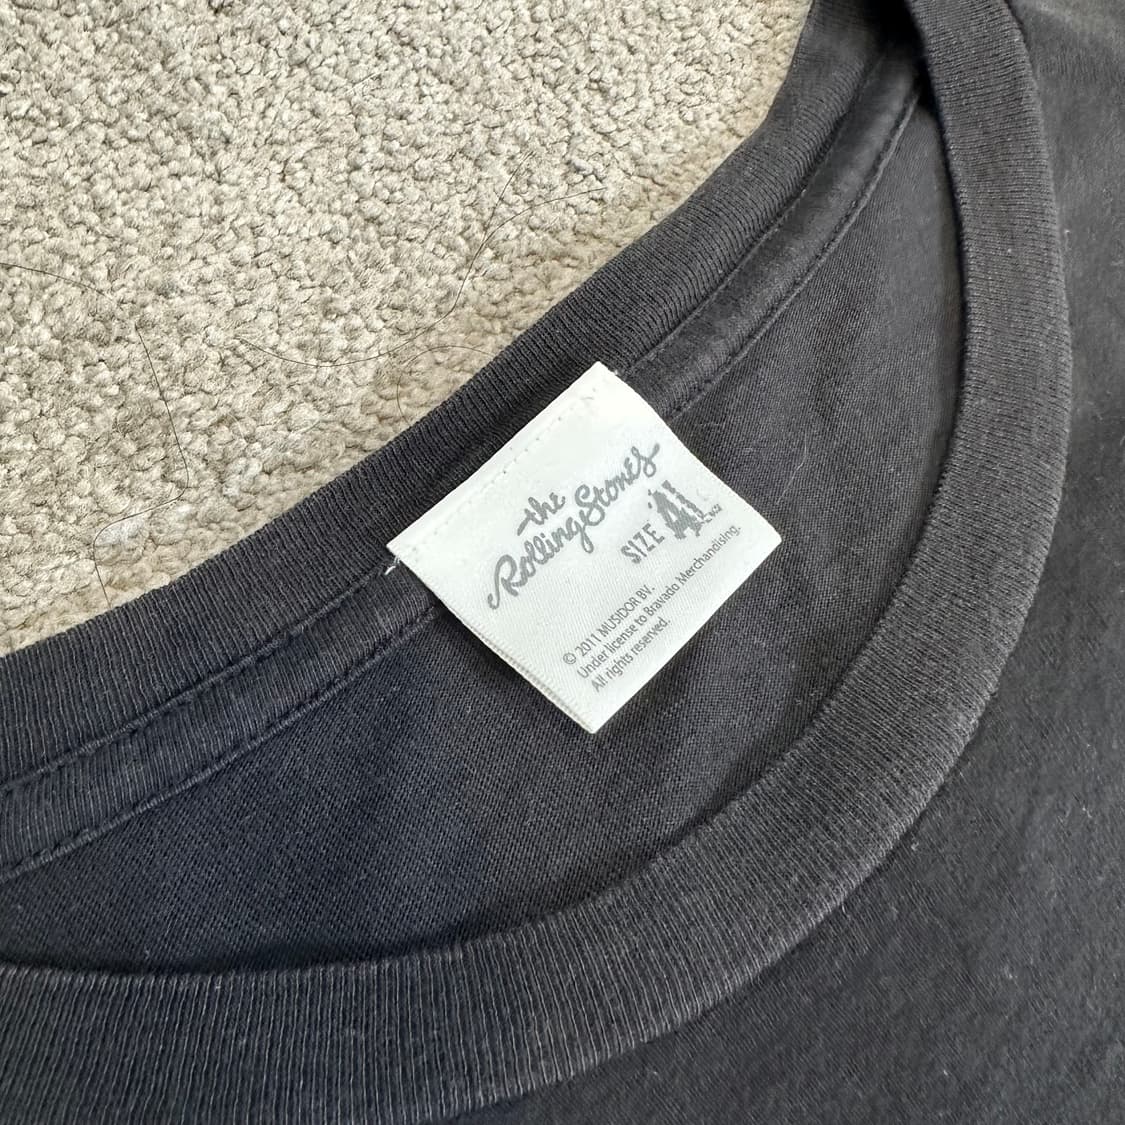 the
Rolling Stones
SIZE
© 2011 MUSIDOR BV.
Under license to Bravado Merchandising.
All rights reserved.